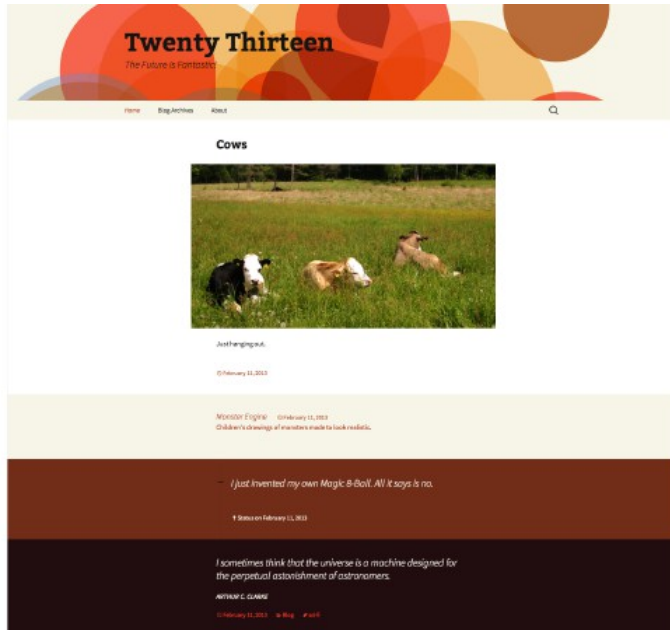 Twenty Thirteen
The Future is Fantastic
Home Blog Archives About
Cows
Just hanging out.
February 11, 2013
Monster Engine February 11, 2013
Children's drawings of monsters made to look realistic.
I just invented my own Magic 8-Ball. All it says is no.
Status on February 11, 2013
I sometimes think that the universe is a machine designed for
the perpetual astonishment of astronomers.
ARTHUR C. CLARKE
February 11, 2013 Blog sci-fi